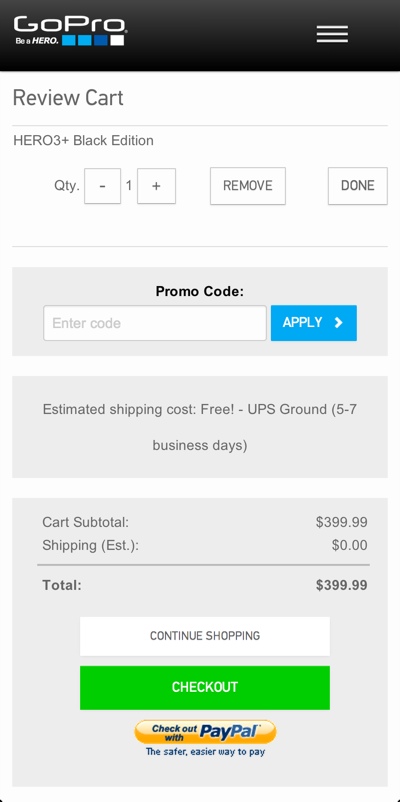 GoPro
Be a HERO.
Review Cart
HERO3+ Black Edition
Qty. - 1 + REMOVE DONE
Promo Code:
Enter code APPLY
Estimated shipping cost: Free! - UPS Ground (5-7
business days)
Cart Subtotal: $399.99
Shipping (Est.): $0.00
Total: $399.99
CONTINUE SHOPPING
CHECKOUT
Check out
with PayPal
The safer, easier way to pay